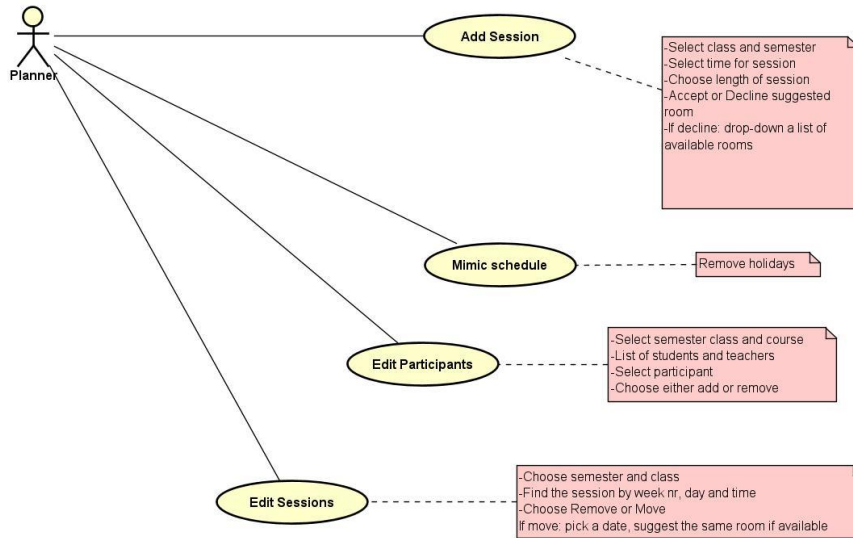 Planner
Add Session
-Select class and semester
-Select time for session
-Choose length of session
-Accept or Decline suggested
room
-If decline: drop-down a list of
available rooms
Mimic schedule
Remove holidays
Edit Participants
-Select semester class and course
-List of students and teachers
-Select participant
-Choose either add or remove
Edit Sessions
-Choose semester and class
-Find the session by week nr, day and time
-Choose Remove or Move
If move: pick a date, suggest the same room if available